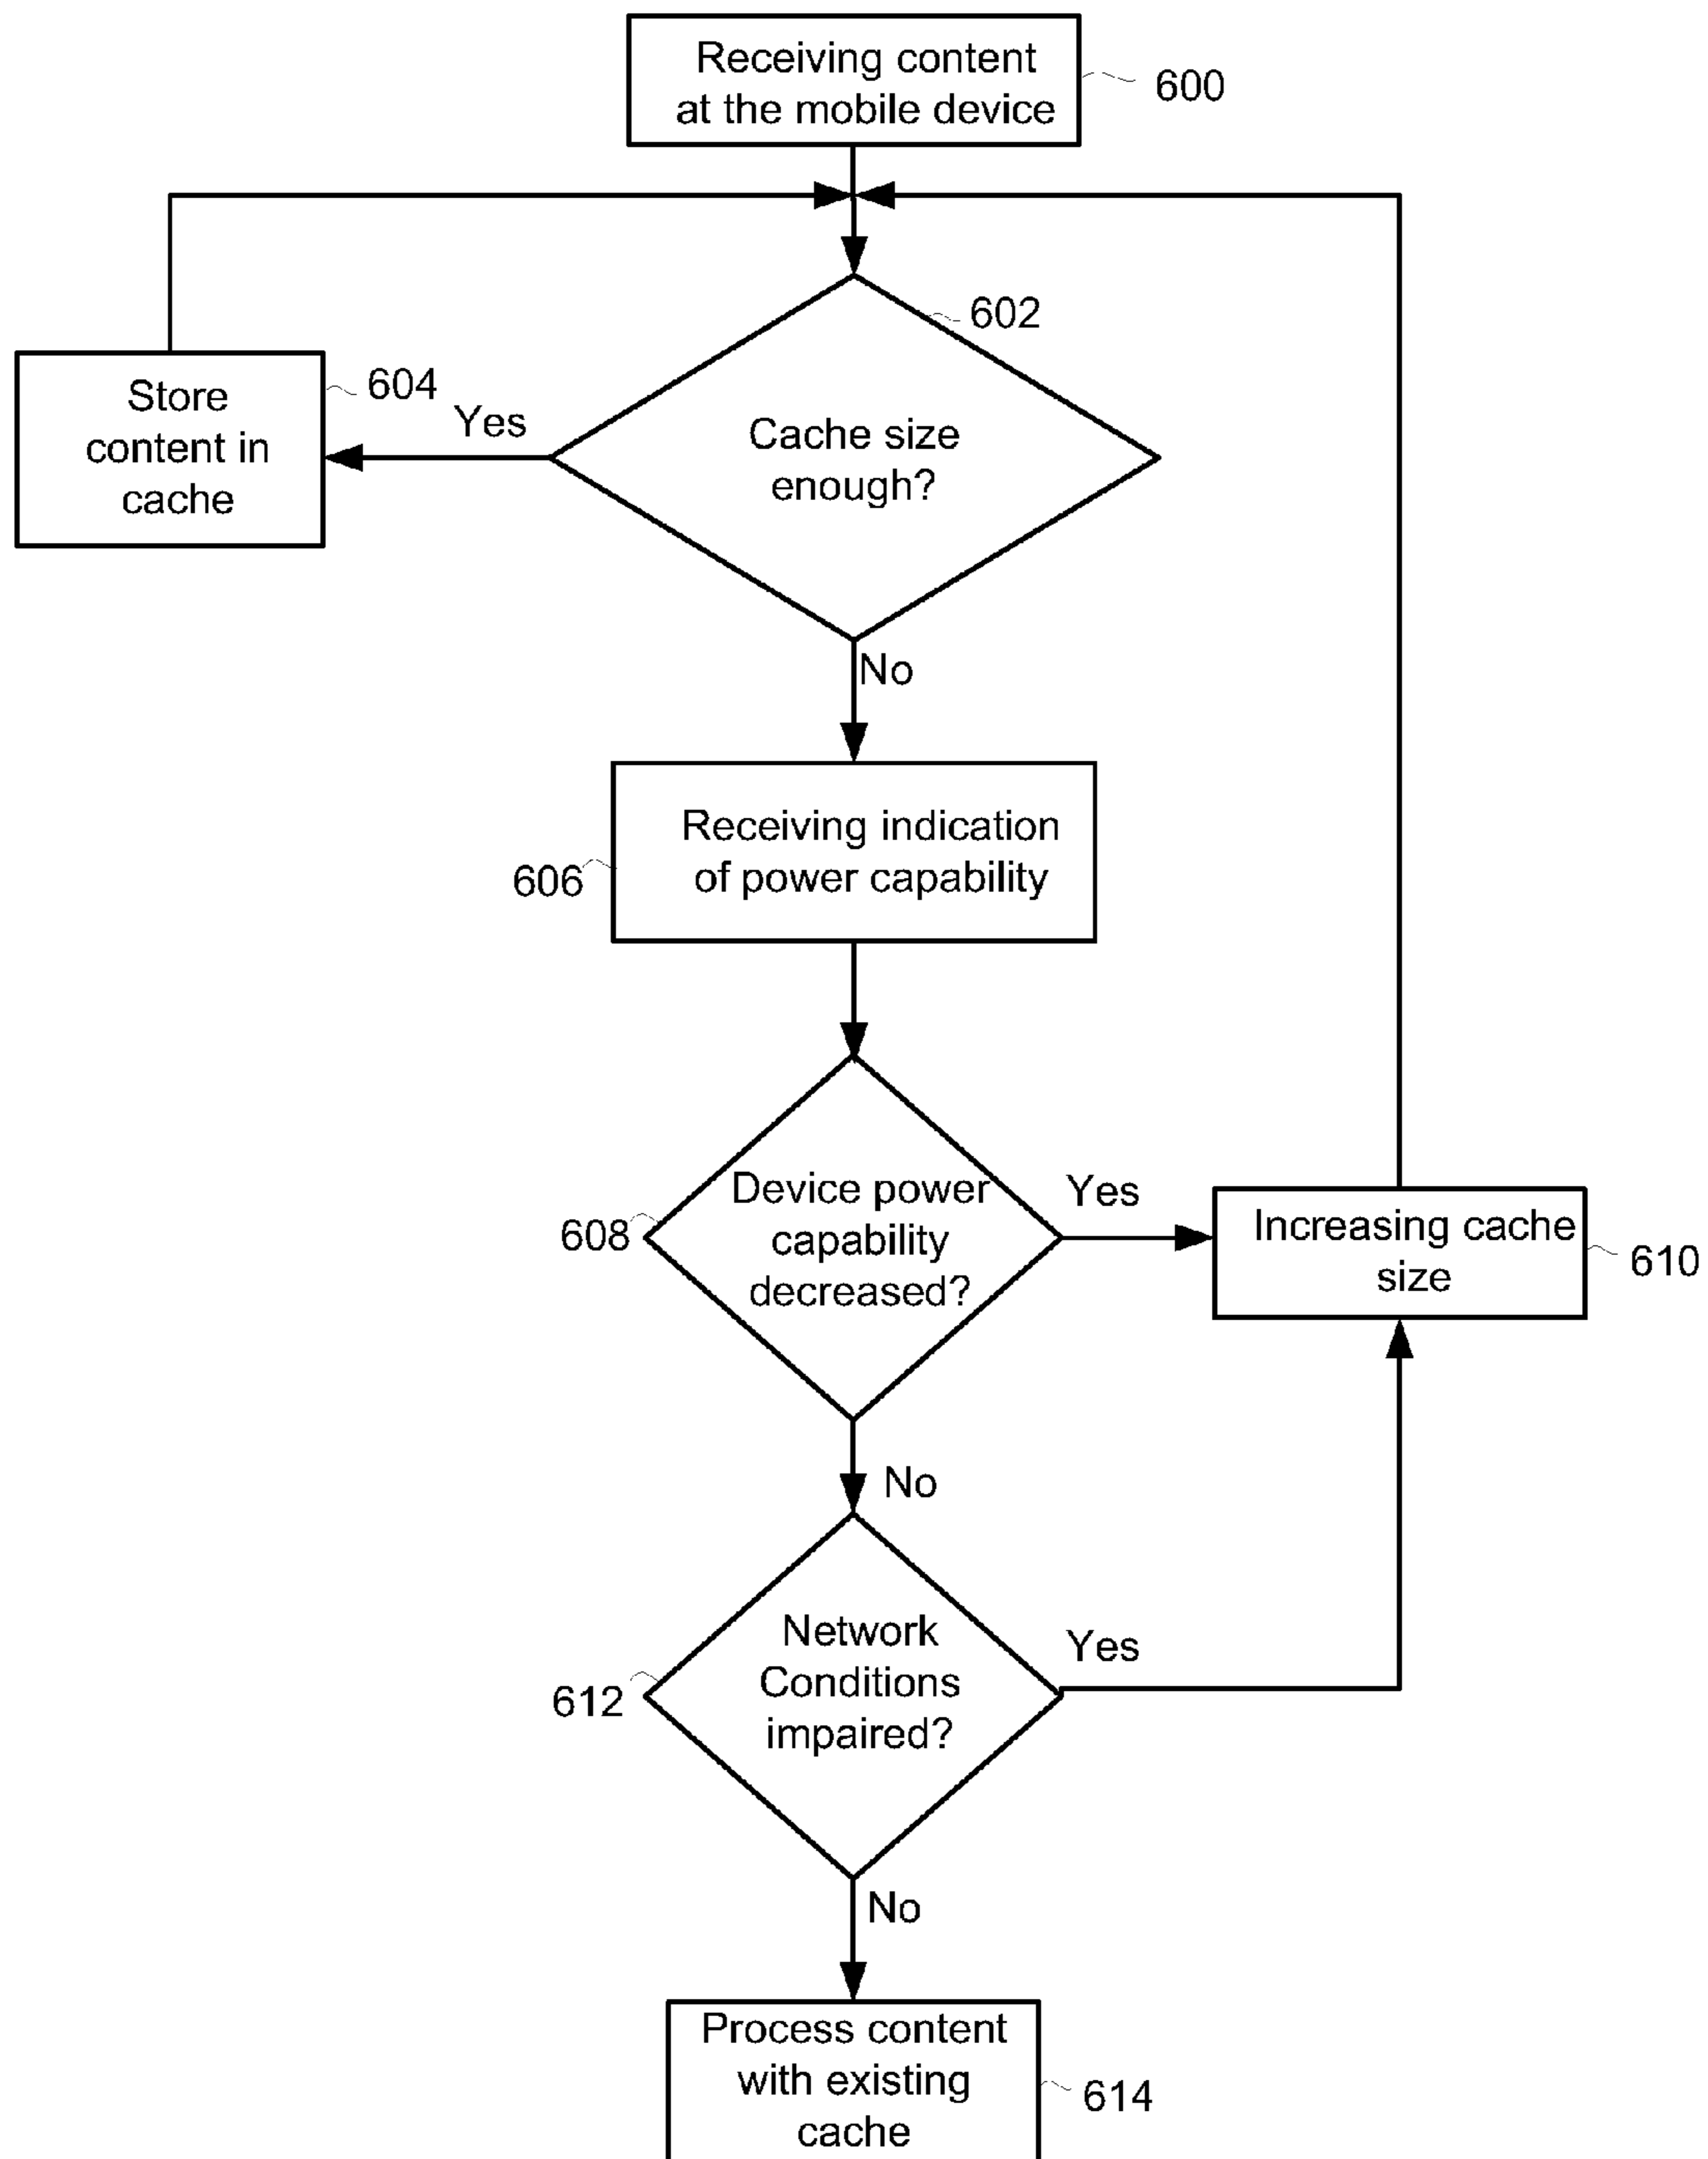 Receiving content
at the mobile device
600
602
Cache size
enough?
Yes
604
Store
content in
cache
No
Receiving indication
of power capability
606
Device power
capability
decreased?
608
Yes
Increasing cache
size
610
No
Network
Conditions
impaired?
612
Yes
No
Process content
with existing
cache
614